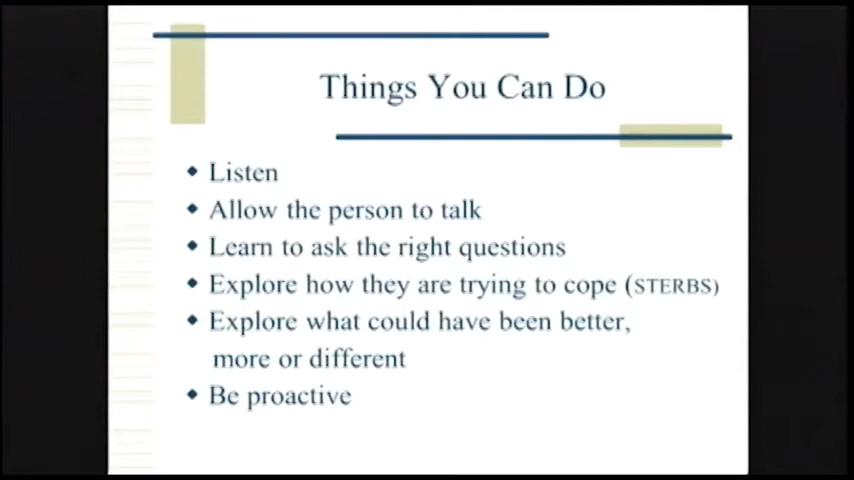 Things You Can Do
Listen
Allow the person to talk
Learn to ask the right questions
Explore how they are trying to cope (STERBS)
Explore what could have been better,
more or different
Be proactive